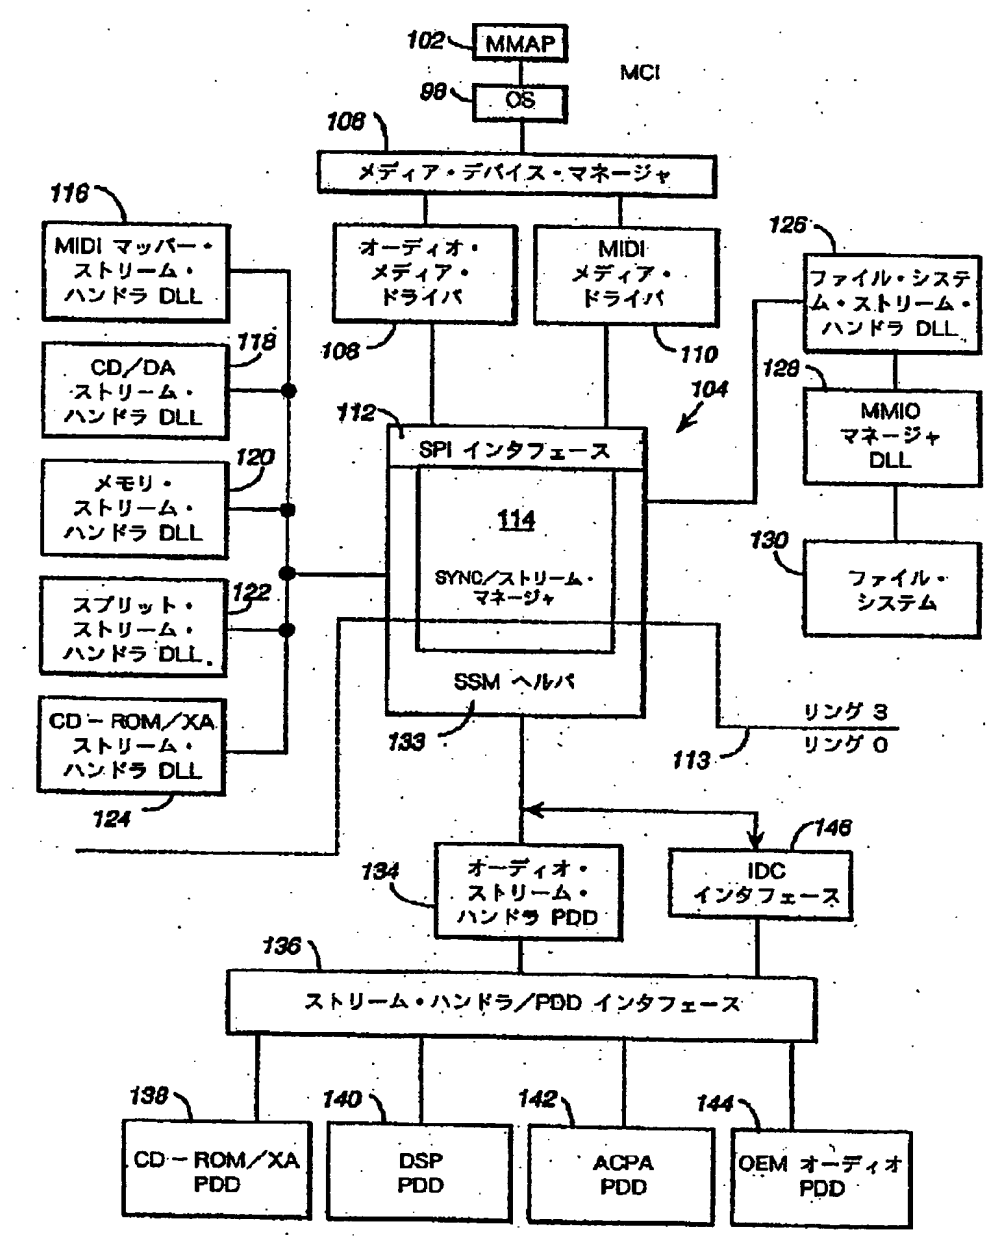 102
MMAP
MCI
98
OS
106
メディア・デバイス・マネージャ
116
MIDI マッパー・
ストリーム・
ハンドラ DLL
オーディオ・
メディア・
ドライバ
108
MIDI
メディア・
ドライバ
110
126
ファイル・システ
ム・ストリーム・
ハンドラ DLL
118
CD/DA
ストリーム・
ハンドラ DLL
104
128
MMIO
マネージャ
DLL
112
SPI インタフェース
120
メモリ・
ストリーム・
ハンドラ DLL
114
SYNC/ストリーム・
マネージャ
130
ファイル・
システム
122
スプリット・
ストリーム・
ハンドラ DLL
SSM ヘルパ
133
CD-ROM/XA
ストリーム・
ハンドラ DLL
124
リング 3
113
リング 0
134
オーディオ・
ストリーム・
ハンドラ PDD
146
IDC
インタフェース
136
ストリーム・ハンドラ/PDD インタフェース
138
CD-ROM/XA
PDD
140
DSP
PDD
142
ACPA
PDD
144
OEM オーディオ
PDD